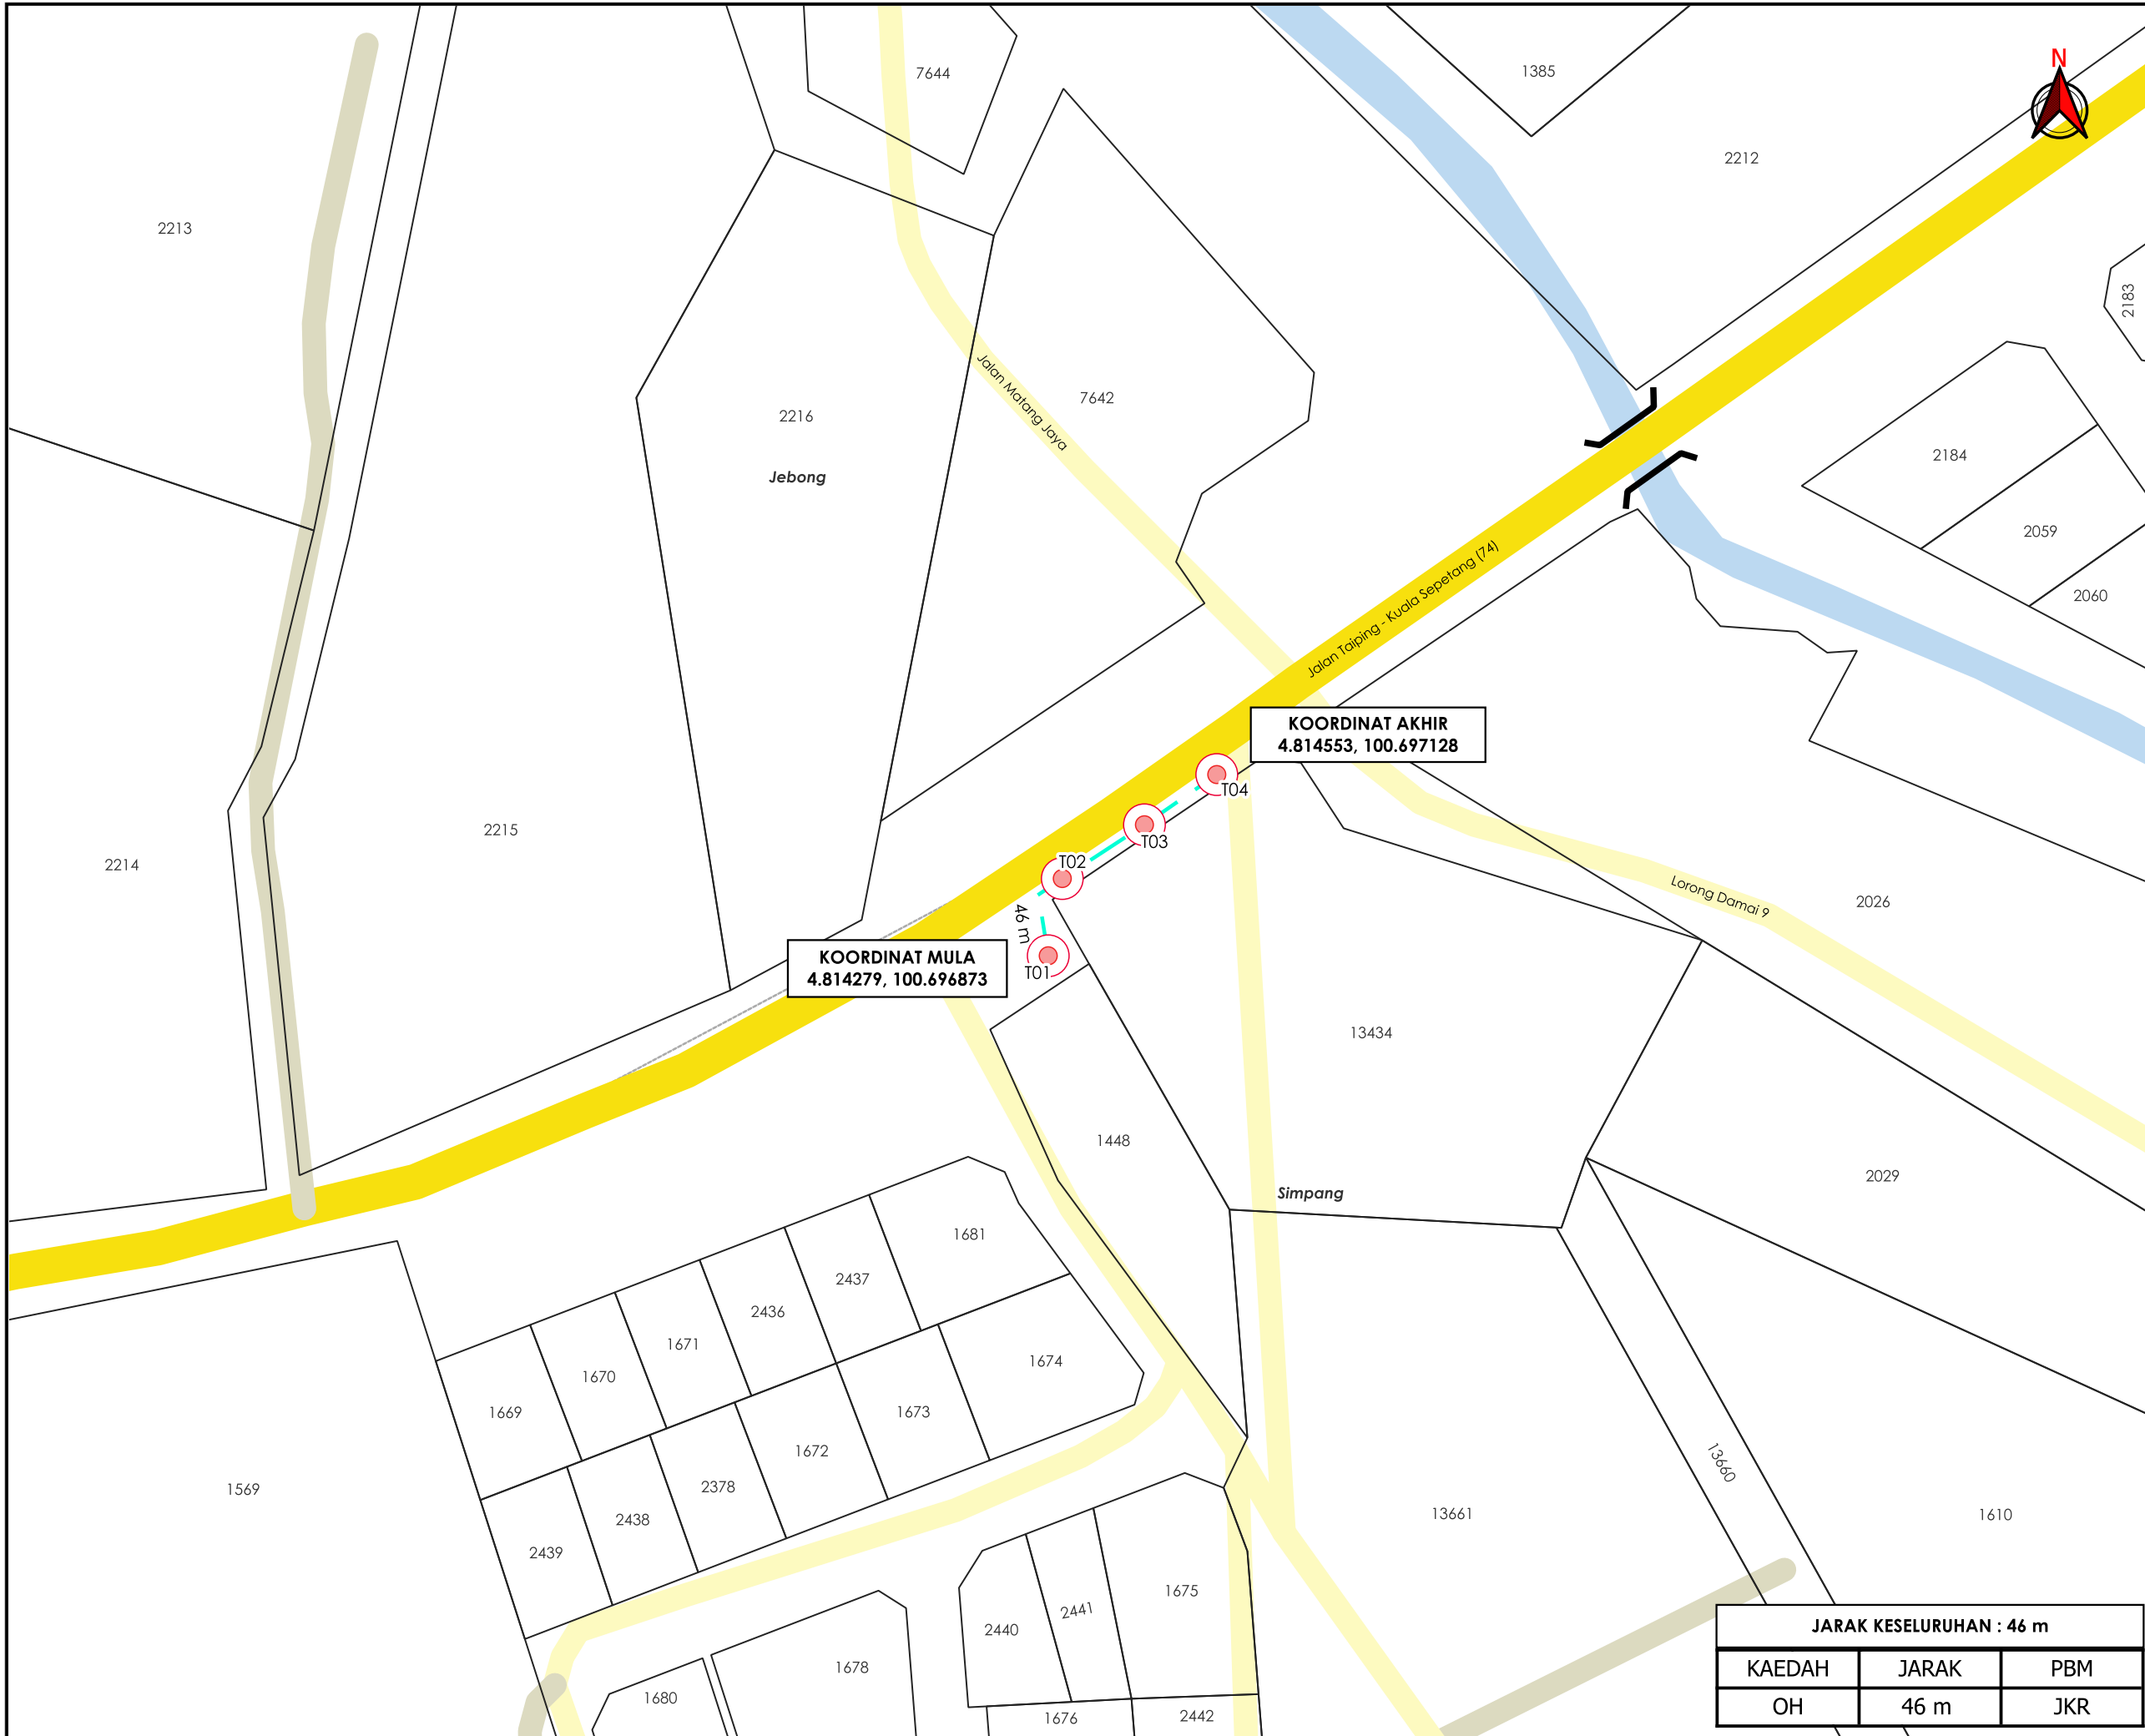 N
7644
1385
2212
2213
2183
Jalan Matang Jaya
7642
2216
2184
Jebong
2059
Jalan Taiping - Kuala Sepetang (74)
2060
KOORDINAT AKHIR
4.814553, 100.697128
T04
2215
T03
T02
2214
Lorong Damai 9
2026
46 m
KOORDINAT MULA
4.814279, 100.696873
T01
13434
1448
2029
Simpang
1681
2437
2436
1671
1674
1670
1669
1673
1672
13660
2378
1569
2438
13661
1610
2439
1675
2441
2440
1678
1680
1676
2442
JARAK KESELURUHAN : 46 m
KAEDAH JARAK PBM
OH 46 m JKR